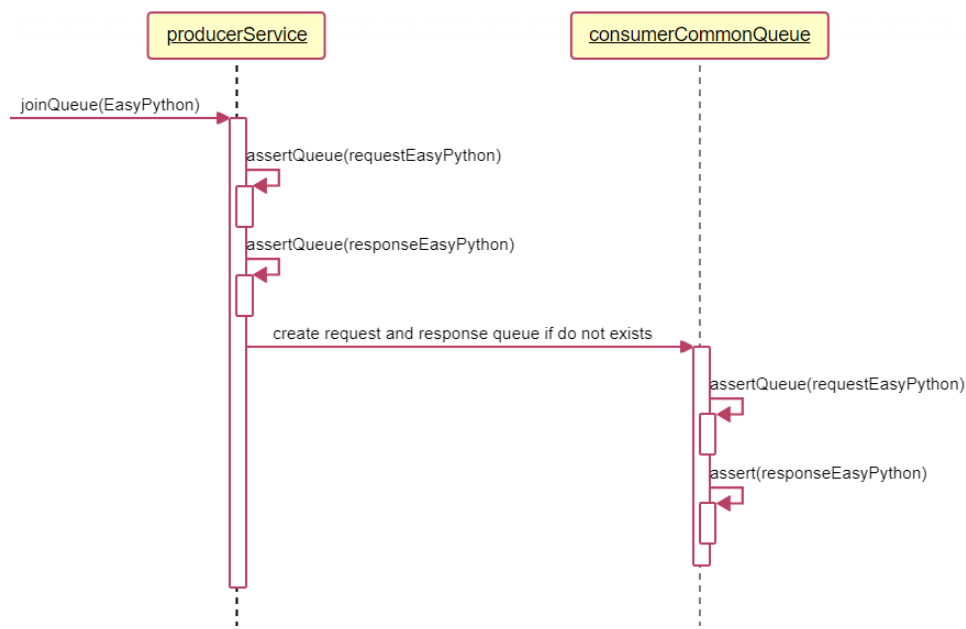 producerService
consumerCommonQueue
joinQueue(EasyPython)
assertQueue(requestEasyPython)
assertQueue(responseEasyPython)
create request and response queue if do not exists
assertQueue(requestEasyPython)
assert(responseEasyPython)